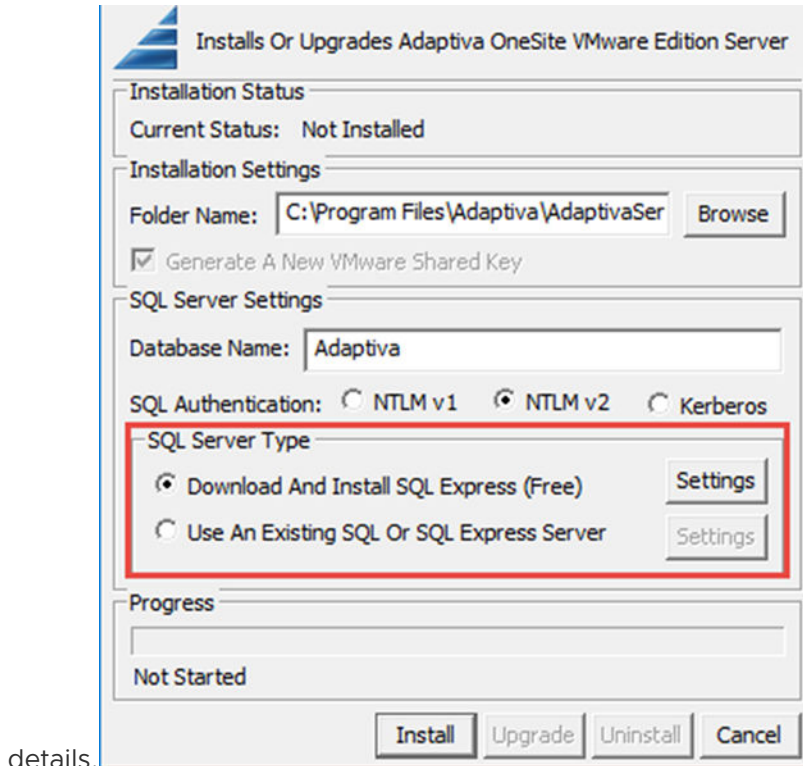 Installs Or Upgrades Adaptiva OneSite VMware Edition Server
Installation Status
Current Status: Not Installed
Installation Settings
Folder Name: C:\Program Files\Adaptiva\AdaptivaSer Browse
Generate A New VMware Shared Key
SQL Server Settings
Database Name: Adaptiva
SQL Authentication: NTLM v1 NTLM v2 Kerberos
SQL Server Type
Download And Install SQL Express (Free) Settings
Use An Existing SQL Or SQL Express Server Settings
Progress
Not Started
Install Upgrade Uninstall Cancel
details.